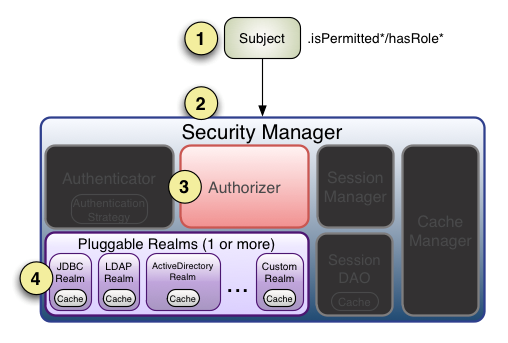 1
Subject
.isPermitted*/hasRole*
2
Security Manager
Authenticator
Authentication
Strategy
3
Authorizer
Session
Manager
Cache
Manager
Session
DAO
Cache
Pluggable Realms (1 or more)
4
JDBC
Realm
Cache
LDAP
Realm
Cache
ActiveDirectory
Realm
Cache
...
Custom
Realm
Cache